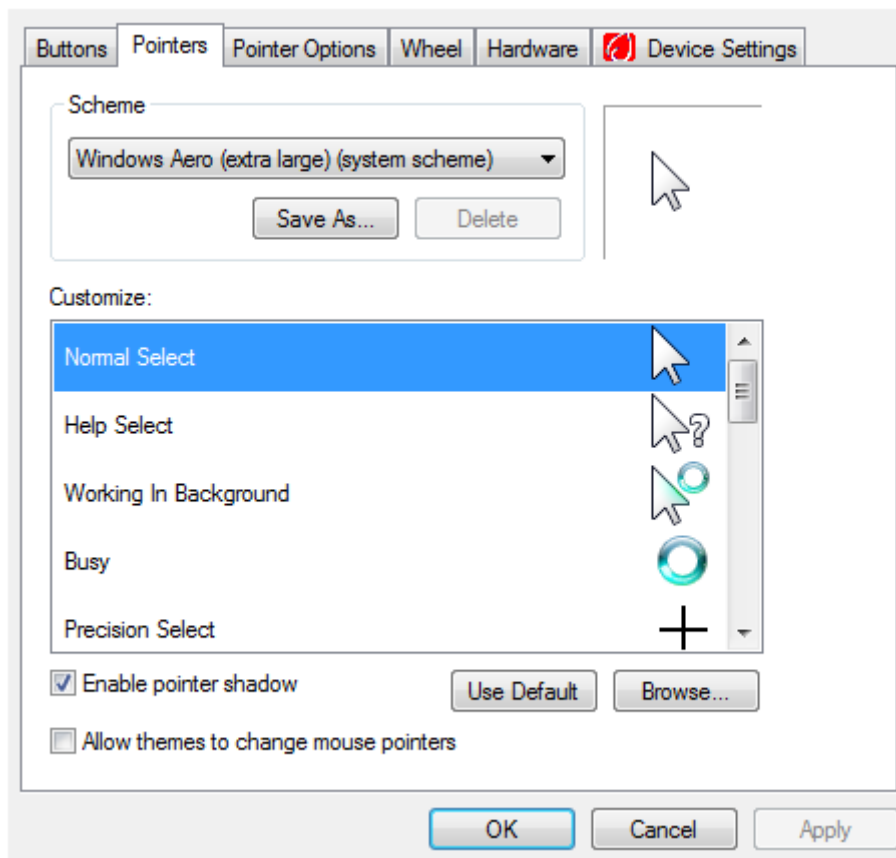 Buttons Pointers Pointer Options Wheel Hardware Device Settings
Scheme
Windows Aero (extra large) (system scheme)
Save As... Delete
Customize:
Normal Select
Help Select
Working In Background
Busy
Precision Select
Enable pointer shadow Use Default Browse...
Allow themes to change mouse pointers
OK Cancel Apply